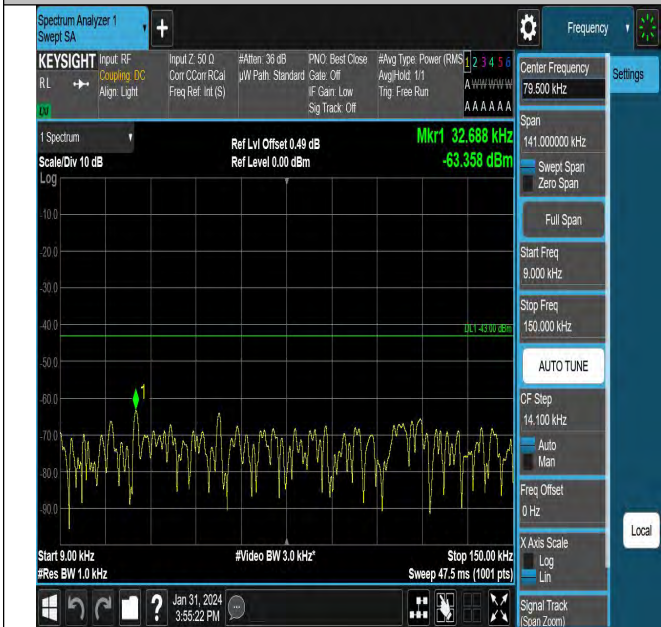 Spectrum Analyzer 1
Swept SA
Frequency
KEYSIGHT
RL
Input: RF
Coupling: DC
Align: Light
Input Z: 50 Ω
Corr CCorr RCal
Freq Ref: Int (S)
#Atten: 36 dB
µW Path: Standard
PNO: Best Close
Gate: Off
IF Gain: Low
Sig Track: Off
#Avg Type: Power (RMS
Avg|Hold: 1/1
Trig: Free Run
1 2 3 4 5 6
A W W W W W
A A A A A A
1 Spectrum
Scale/Div 10 dB
Log
Ref Lvl Offset 0.49 dB
Ref Level 0.00 dBm
Mkr1 32.688 kHz
-63.358 dBm
-10.0
-20.0
-30.0
-40.0
-50.0
-60.0
-70.0
-80.0
-90.0
DL1 -43.00 dBm
1
Start 9.00 kHz
#Res BW 1.0 kHz
#Video BW 3.0 kHz*
Stop 150.00 kHz
Sweep 47.5 ms (1001 pts)
Jan 31, 2024
3:55:22 PM
Center Frequency
79.500 kHz
Span
141.000000 kHz
Swept Span
Zero Span
Full Span
Start Freq
9.000 kHz
Stop Freq
150.000 kHz
AUTO TUNE
CF Step
14.100 kHz
Auto
Man
Freq Offset
0 Hz
X Axis Scale
Log
Lin
Signal Track
(Span Zoom)
Settings
Local